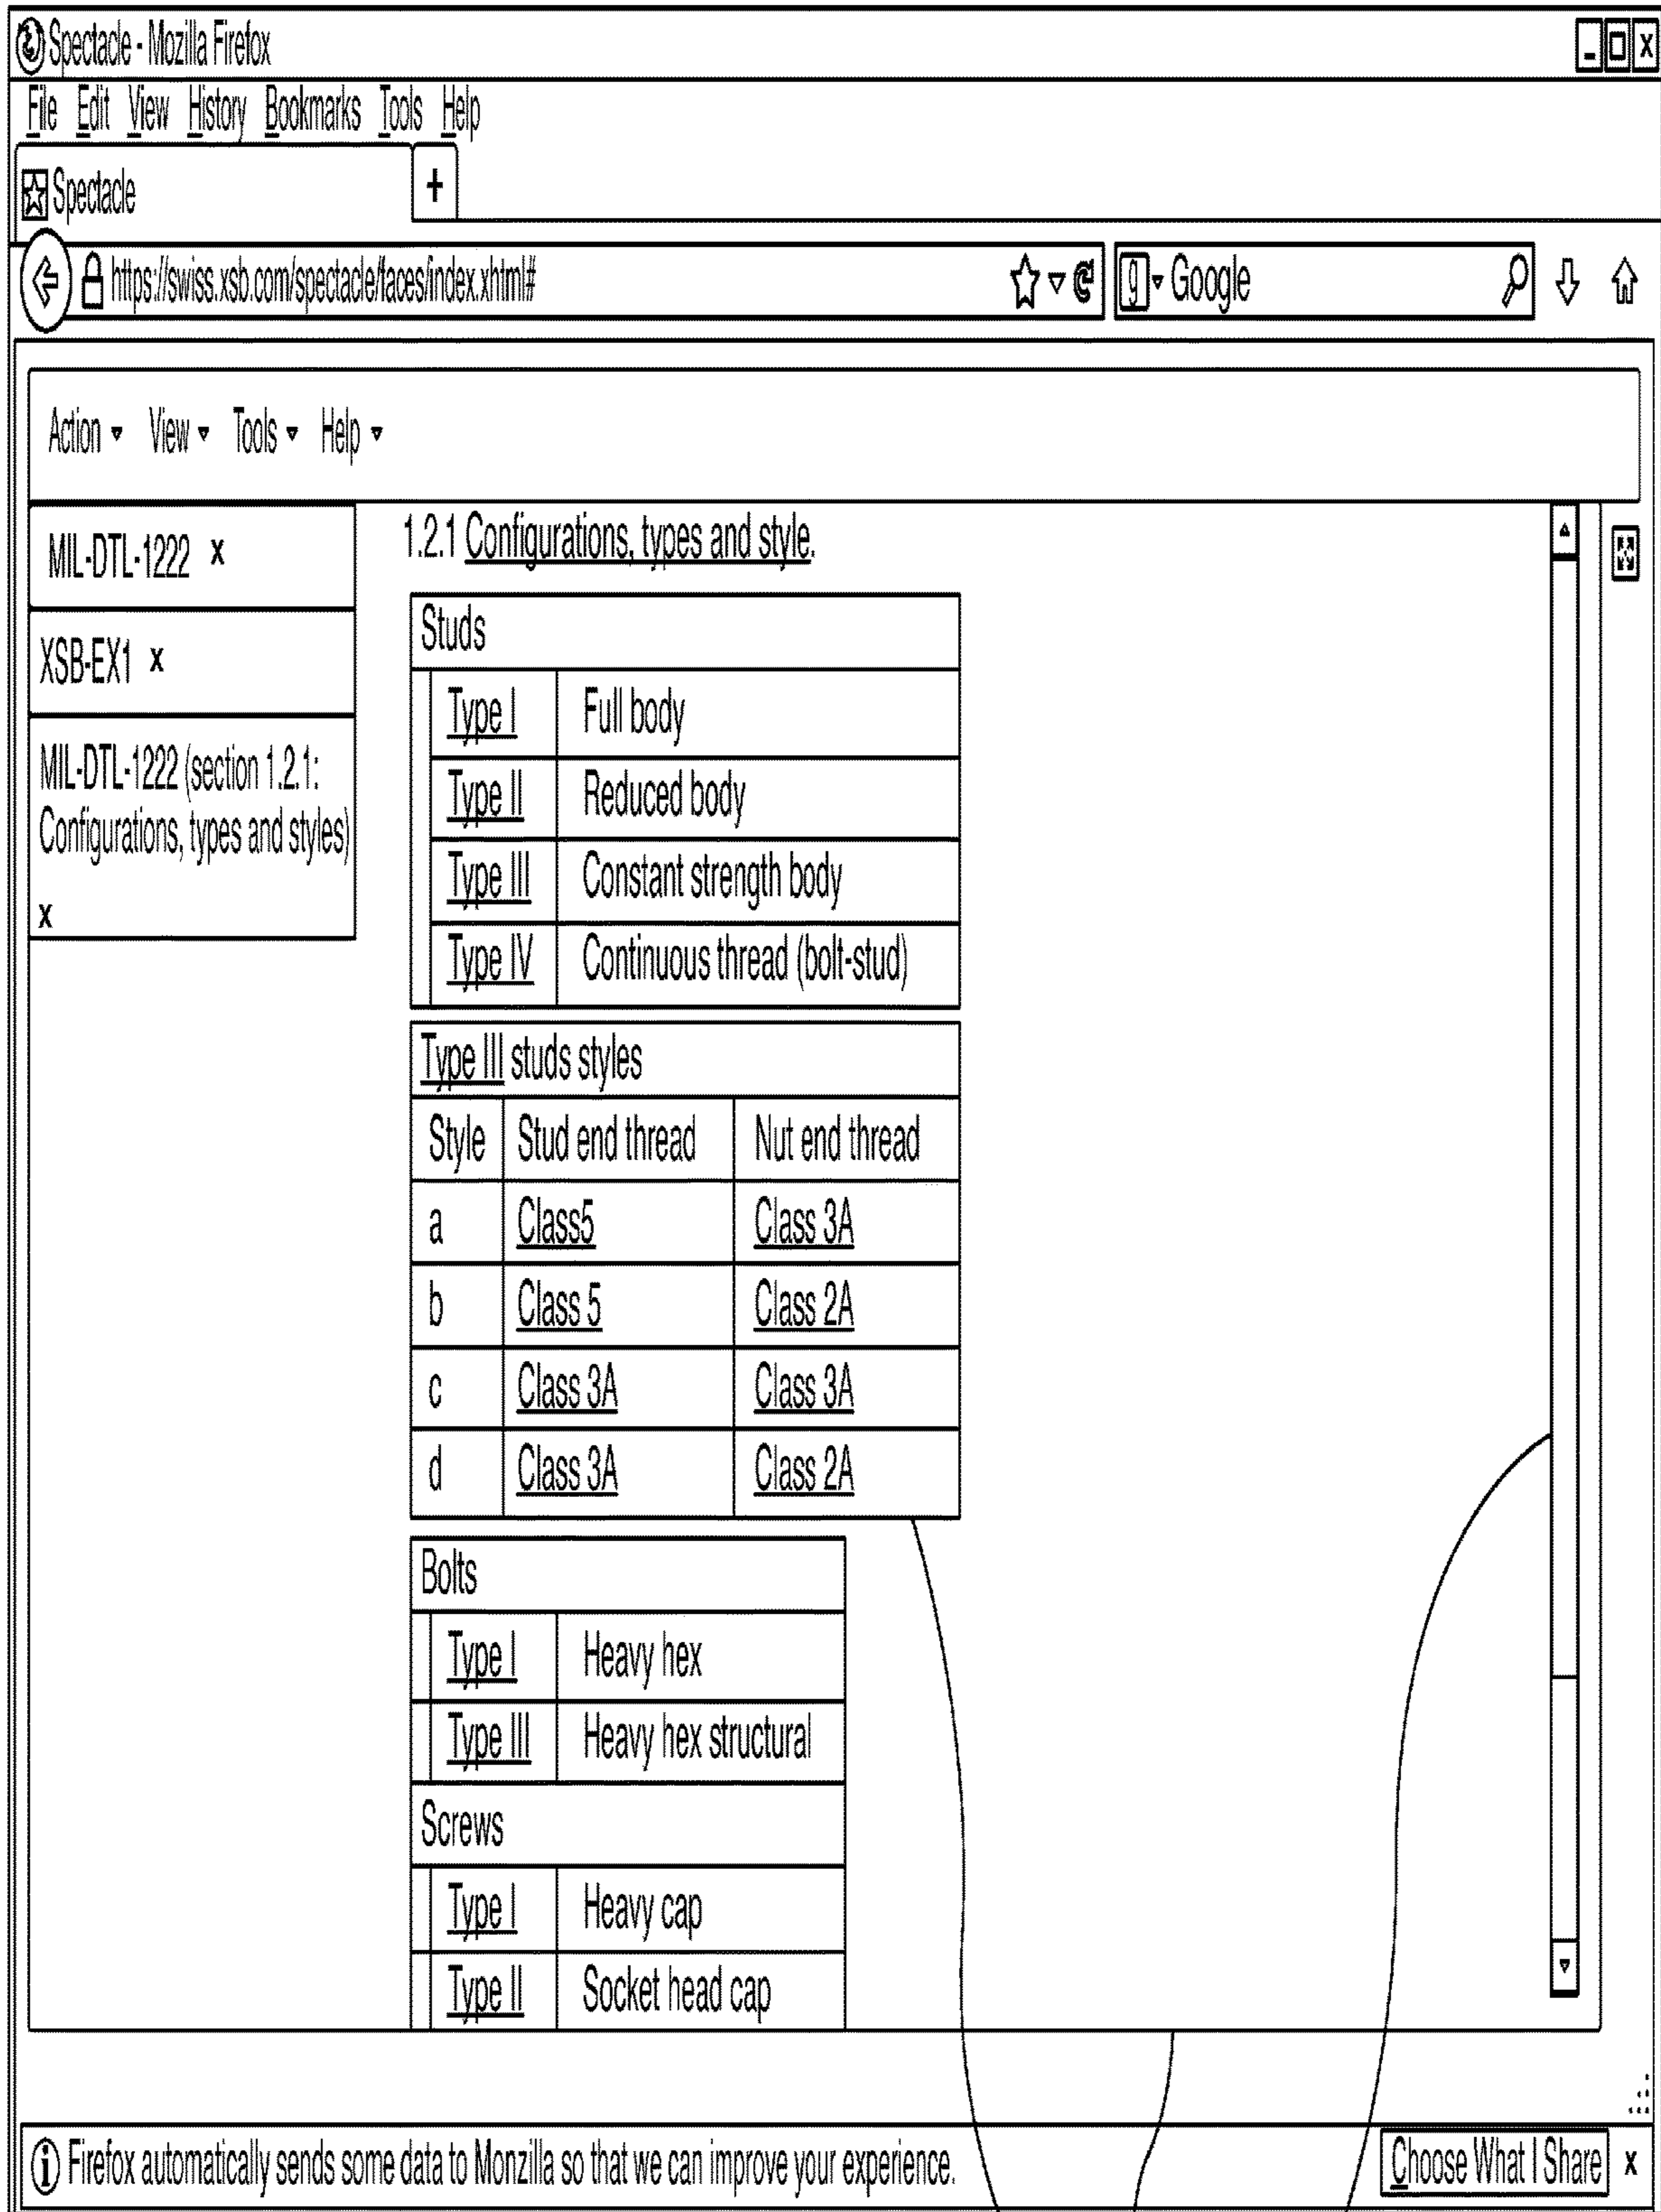 Spectacle - Mozilla Firefox
File Edit View History Bookmarks Tools Help
Spectacle +
https://swiss.xsb.com/spectacle/faces/index.xhtml# g Google
Action View Tools Help
MIL-DTL-1222 x
XSB-EX1 x
MIL-DTL-1222 (section 1.2.1:
Configurations, types and styles)
x
1.2.1 Configurations, types and style.
Studs
Type I Full body
Type II Reduced body
Type III Constant strength body
Type IV Continuous thread (bolt-stud)
Type III studs styles
Style Stud end thread Nut end thread
a Class5 Class 3A
b Class 5 Class 2A
c Class 3A Class 3A
d Class 3A Class 2A
Bolts
Type I Heavy hex
Type III Heavy hex structural
Screws
Type I Heavy cap
Type II Socket head cap
Firefox automatically sends some data to Monzilla so that we can improve your experience. Choose What I Share x